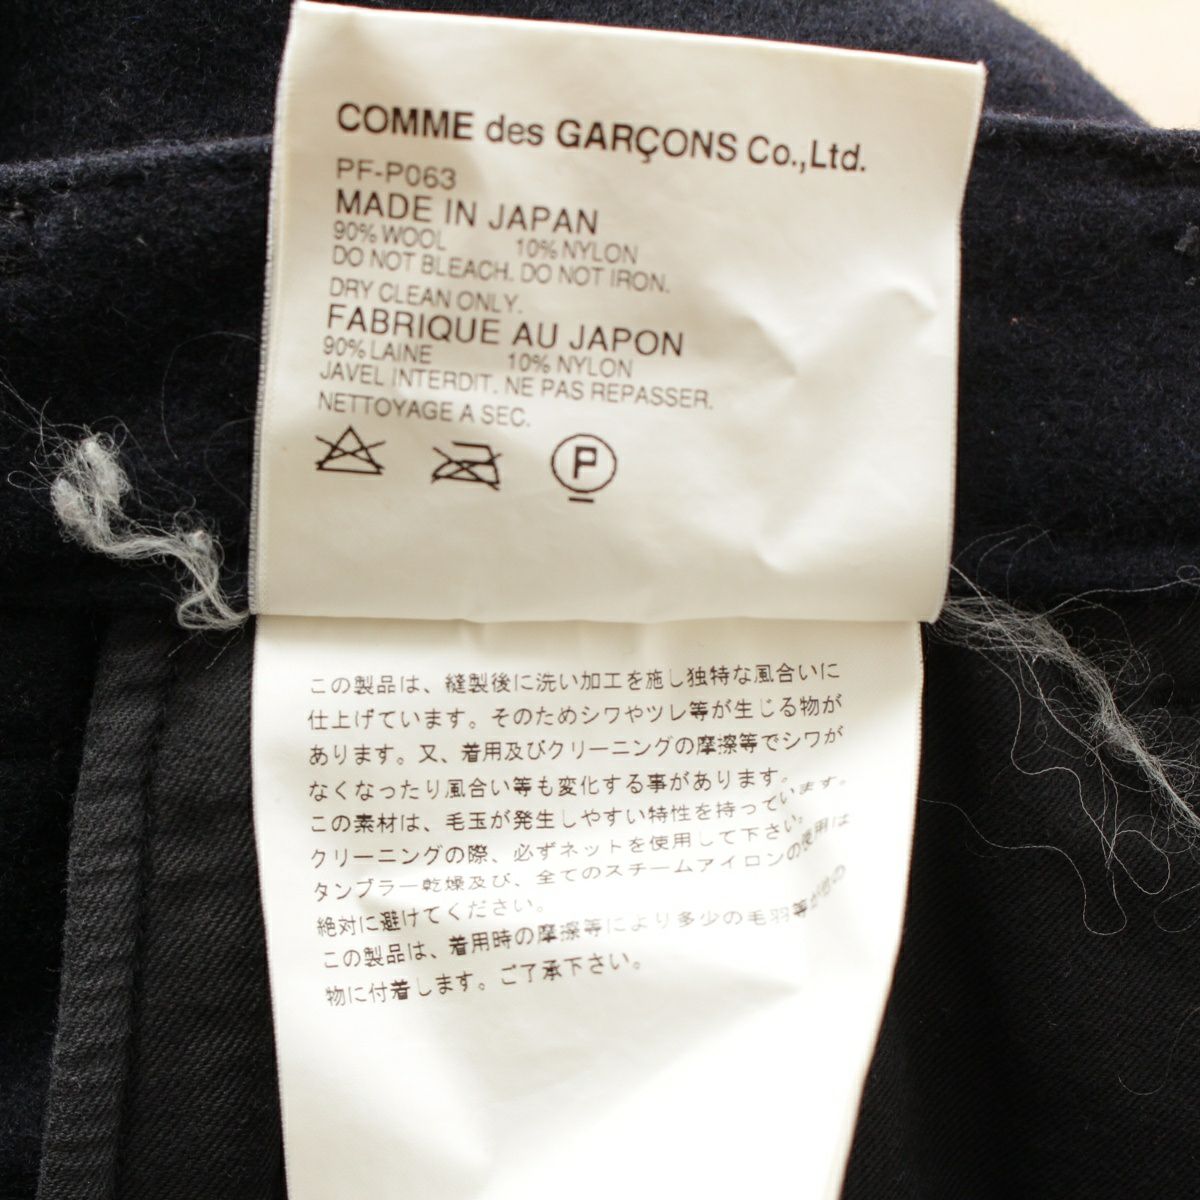 COMME des GARÇONS Co.,Ltd.
PF-P063
MADE IN JAPAN
90% WOOL 10% NYLON
DO NOT BLEACH. DO NOT IRON.
DRY CLEAN ONLY.
FABRIQUE AU JAPON
90% LAINE 10% NYLON
JAVEL INTERDIT. NE PAS REPASSER.
NETTOYAGE A SEC.
P
この製品は、縫製後に洗い加工を施し独特な風合いに
仕上げています。そのためシワやツレ等が生じる物が
あります。又、着用及びクリーニングの摩擦等でシワが
なくなったり風合い等も変化する事があります。
この素材は、毛玉が発生しやすい特性を持っています。
クリーニングの際、必ずネットを使用して下さい。
タンブラー乾燥及び、全てのスチームアイロンの使用は
絶対に避けてください。
この製品は、着用時の摩擦等により多少の毛羽等が他の
物に付着します。ご了承下さい。